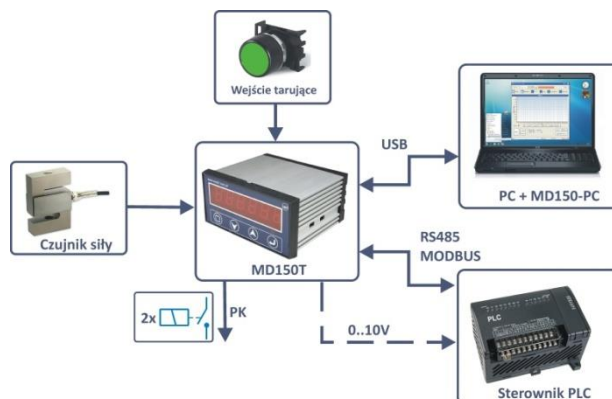 Wejście tarujące
USB
PC + MD150-PC
Czujnik siły
MD150T
RS485
MODBUS
2x
PK
0..10V
PLC
Sterownik PLC